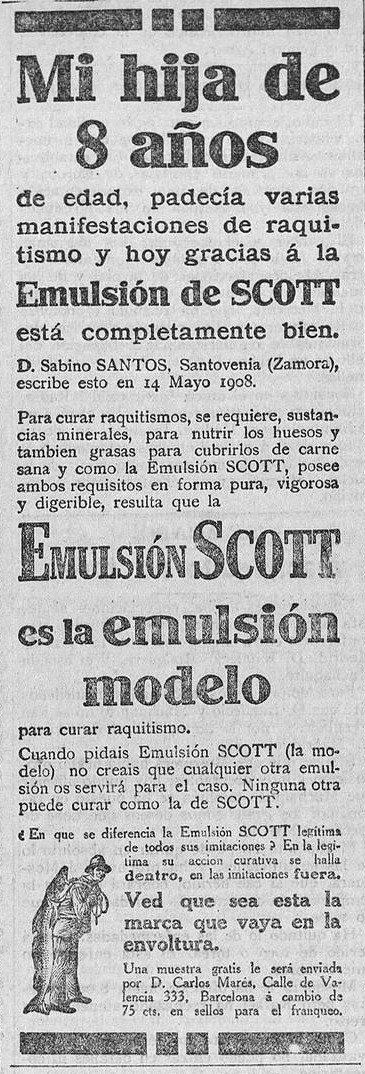 Mi hija de
8 años
de edad, padecía varias
manifestaciones de raqui-
tismo y hoy gracias á la
Emulsión de SCOTT
está completamente bien.
D. Sabino SANTOS, Santovenia (Zamora),
escribe esto en 14 Mayo 1908.
Para curar raquitismos, se requiere, sustan-
cias minerales, para nutrir los huesos y
tambien grasas para cubrirlos de carne
sana y como la Emulsión SCOTT, posee
ambos requisitos en forma pura, vigorosa
y digerible, resulta que la
EMULSIÓN SCOTT
es la emulsión
modelo
para curar raquitismo.
Cuando pidais Emulsión SCOTT (la mo-
delo) no creais que cualquier otra emul-
sión os servirá para el caso. Ninguna otra
puede curar como la de SCOTT.
¿En que se diferencia la Emulsión SCOTT legítima
de todos sus imitaciones? En la legí-
tima su accion curativa se halla
dentro, en las imitaciones fuera.
Ved que sea esta la
marca que vaya en la
envoltura.
Una muestra gratis le será enviada
por D. Carlos Marés, Calle de Va-
lencia 333, Barcelona á cambio de
75 cts. en sellos para el franqueo.